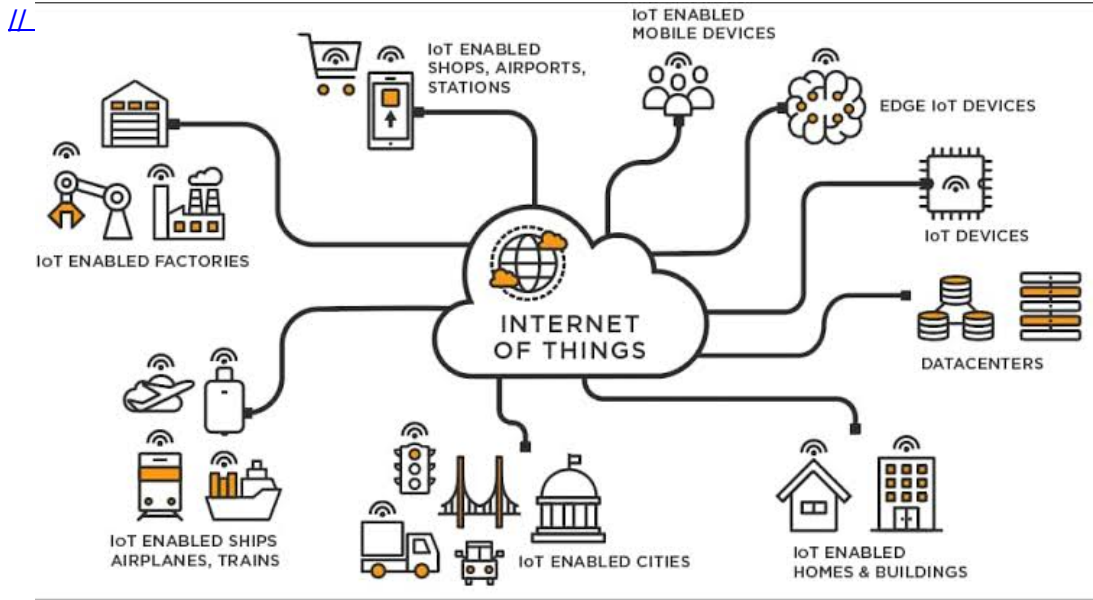 //
IoT ENABLED
MOBILE DEVICES
IoT ENABLED
SHOPS, AIRPORTS,
STATIONS
EDGE IoT DEVICES
IoT DEVICES
IoT ENABLED FACTORIES
INTERNET
OF THINGS
DATACENTERS
IoT ENABLED SHIPS
AIRPLANES, TRAINS
IoT ENABLED CITIES
IoT ENABLED
HOMES & BUILDINGS